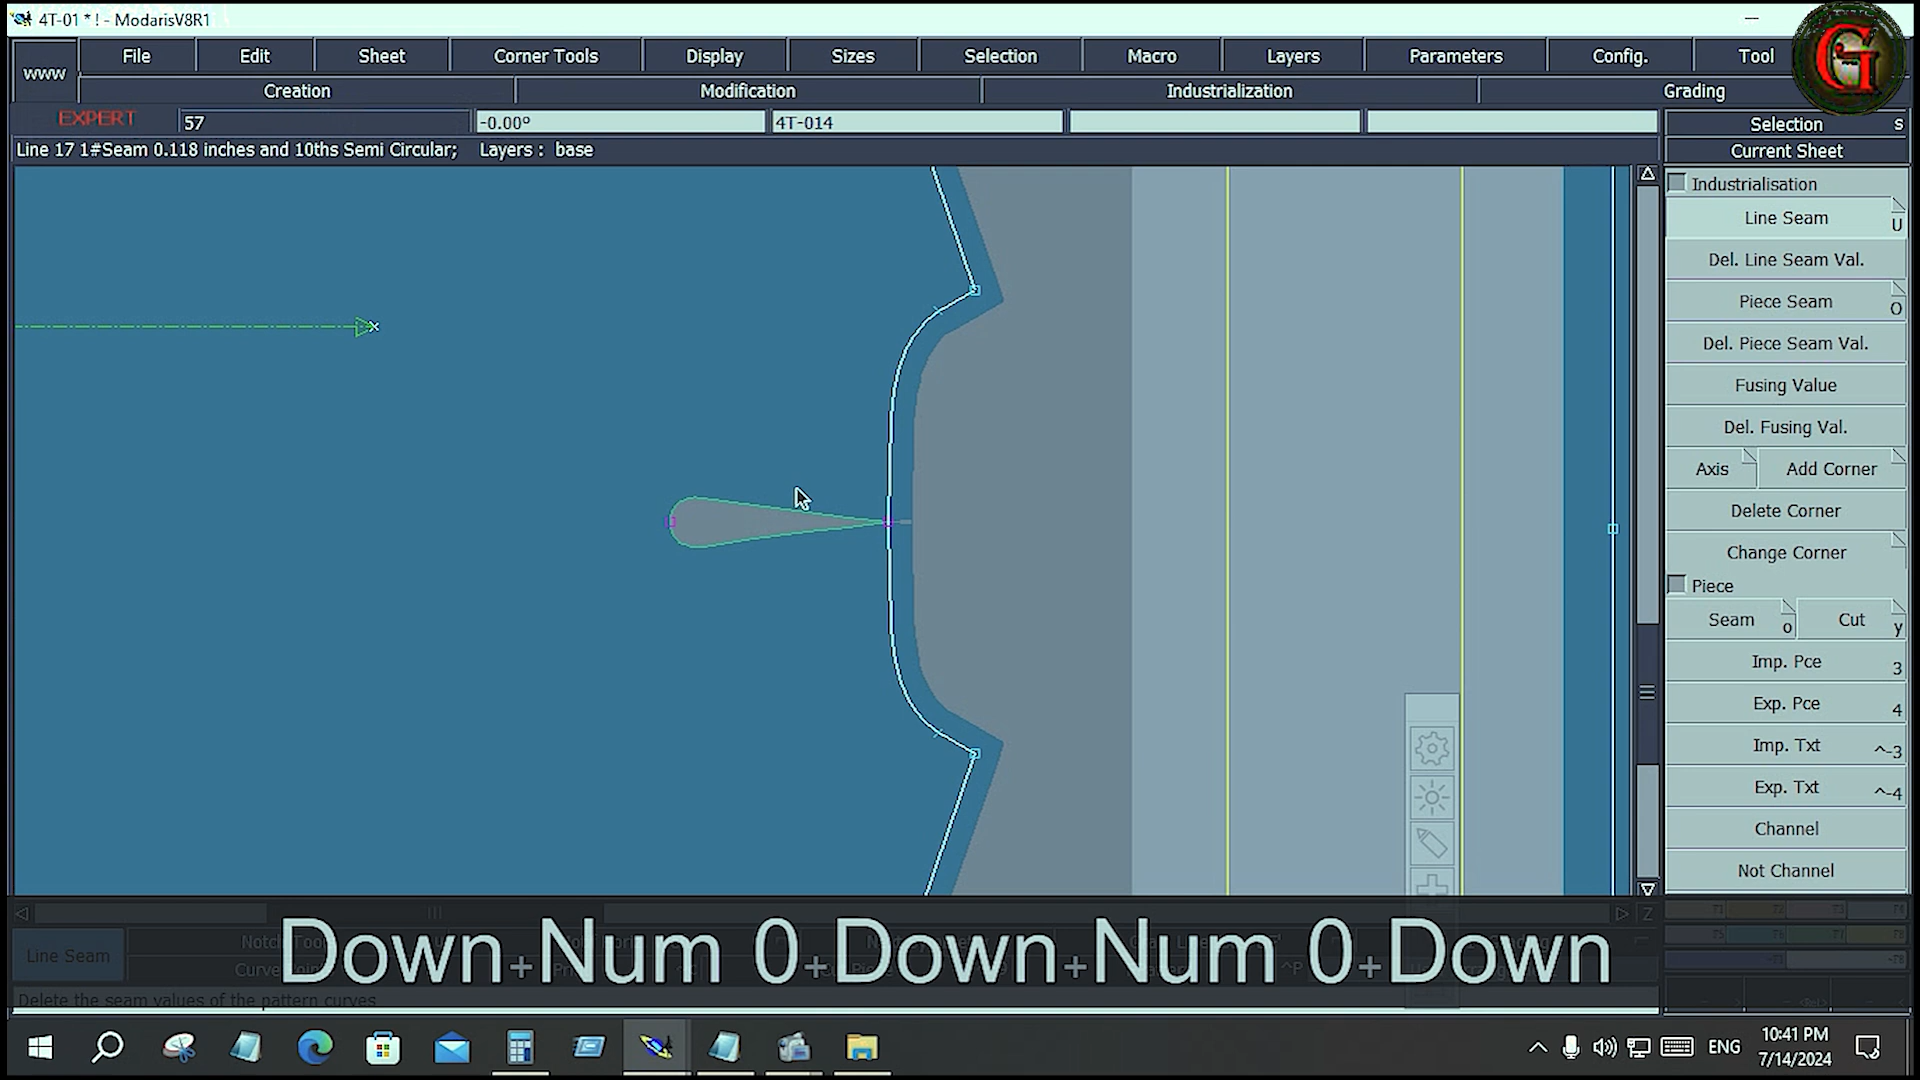 4T-01 * ! - ModarisV8R1
File Edit Sheet Corner Tools Display Sizes Selection Macro Layers Parameters Config. Tool
www
Creation Modification Industrialization Grading
EXPERT 57 -0.00º 4T-014
Selection S
Line 17 1#Seam 0.118 inches and 10ths Semi Circular; Layers : base
Current Sheet
Industrialisation
Line Seam U
Del. Line Seam Val.
Piece Seam O
Del. Piece Seam Val.
Fusing Value
Del. Fusing Val.
Axis Add Corner
Delete Corner
Change Corner
Piece
Seam o Cut y
Imp. Pce 3
Exp. Pce 4
Imp. Txt ^-3
Exp. Txt ^-4
Channel
Not Channel
Z
Line Seam
Down+Num 0+Down+Num 0+Down
Delete the seam values of the pattern curves
ENG
10:41 PM
7/14/2024